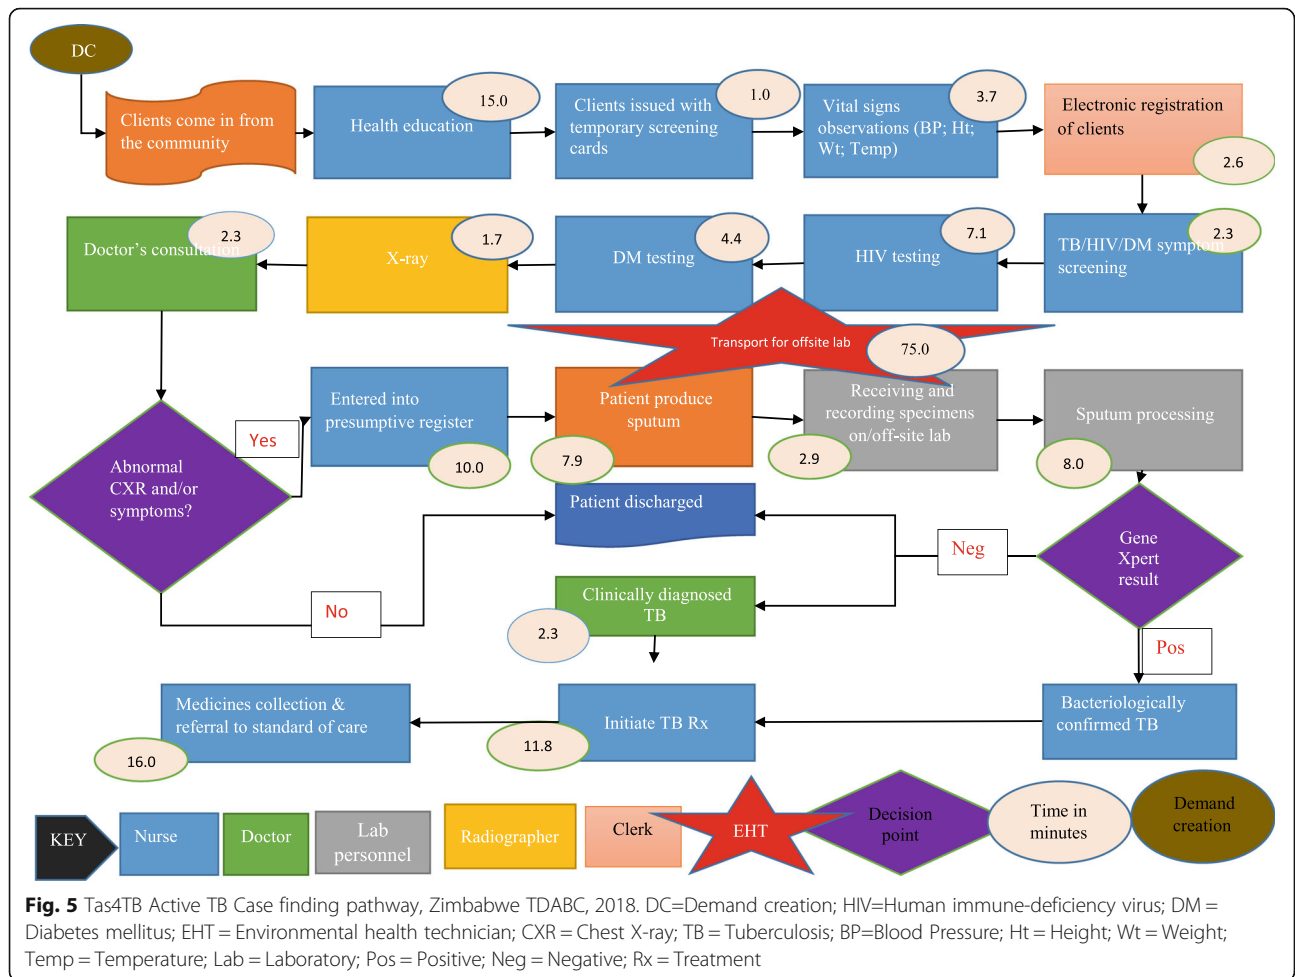 DC
Clients come in from
the community
Health education
15.0
Clients issued with
temporary screening
cards
1.0
Vital signs
observations (BP; Ht;
Wt; Temp)
3.7
Electronic registration
of clients
2.6
Doctor's consultation
2.3
X-ray
1.7
DM testing
4.4
HIV testing
7.1
TB/HIV/DM symptom
screening
2.3
Transport for offsite lab
75.0
Abnormal
CXR and/or
symptoms?
Yes
Entered into
presumptive register
10.0
Patient produce
sputum
7.9
Receiving and
recording specimens
on/off-site lab
2.9
Sputum processing
8.0
Patient discharged
Neg
Gene
Xpert
result
No
Clinically diagnosed
TB
2.3
Pos
Medicines collection &
referral to standard of care
16.0
Initiate TB Rx
11.8
Bacteriologically
confirmed TB
KEY
Nurse
Doctor
Lab
personnel
Radiographer
Clerk
EHT
Decision
point
Time in
minutes
Demand
creation
Fig. 5 Tas4TB Active TB Case finding pathway, Zimbabwe TDABC, 2018. DC=Demand creation; HIV=Human immune-deficiency virus; DM =
Diabetes mellitus; EHT = Environmental health technician; CXR = Chest X-ray; TB = Tuberculosis; BP=Blood Pressure; Ht = Height; Wt = Weight;
Temp = Temperature; Lab = Laboratory; Pos = Positive; Neg = Negative; Rx = Treatment